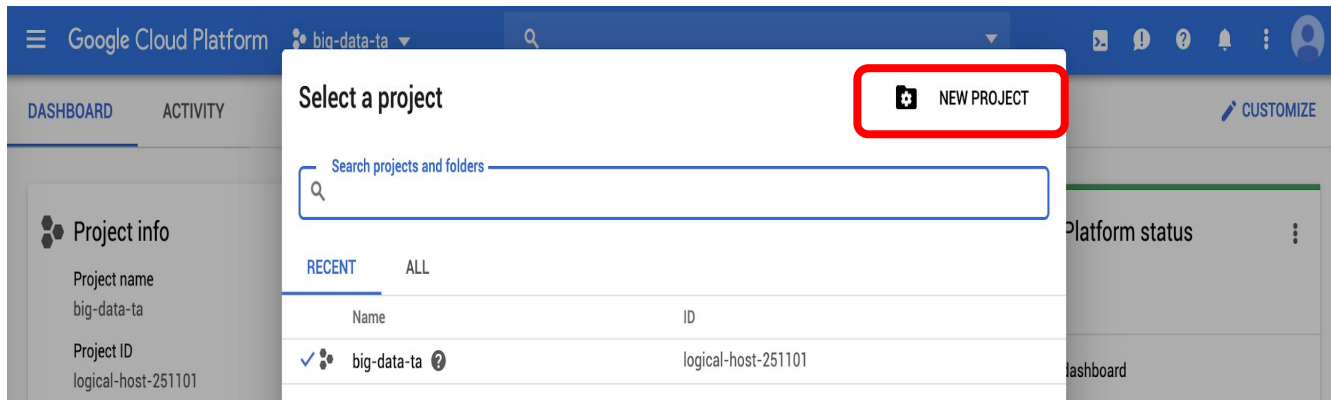 Google Cloud Platform big-data-ta
DASHBOARD ACTIVITY
CUSTOMIZE
Select a project
NEW PROJECT
Search projects and folders
RECENT ALL
Name ID
big-data-ta logical-host-251101
Project info
Project name
big-data-ta
Project ID
logical-host-251101
Platform status
dashboard